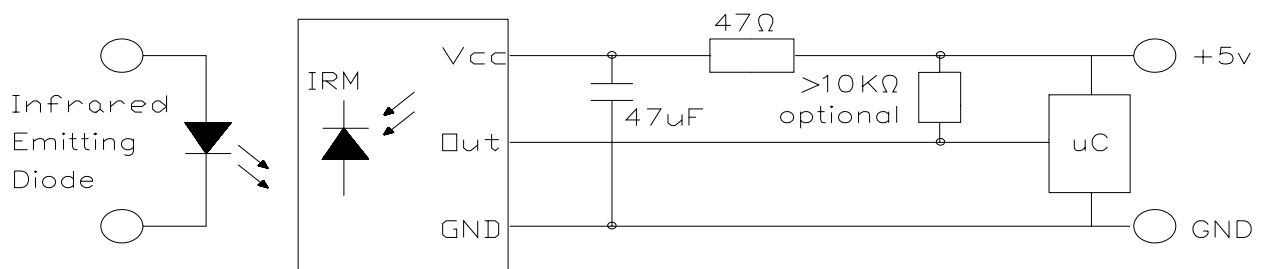 47Ω
Vcc
+5v
IRM
>10KΩ
optional
Infrared
Emitting
Diode
47uF
Out
uC
GND
GND